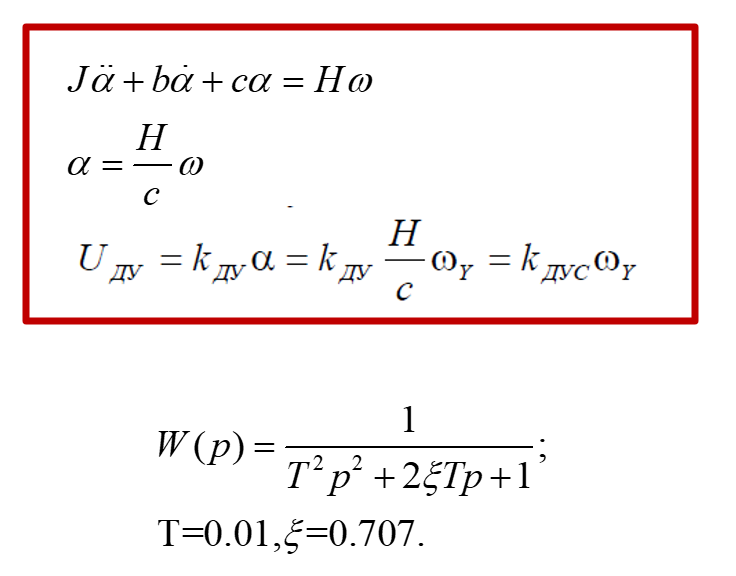 Jα̈ + bα̇ + cα = Hω
α = H/c ω
U_ДУ = k_ДУ α = k_ДУ H/c ω_Y = k_ДУС ω_Y
W(p) = 1/(T²p² + 2ξTp + 1);
T=0.01,ξ=0.707.